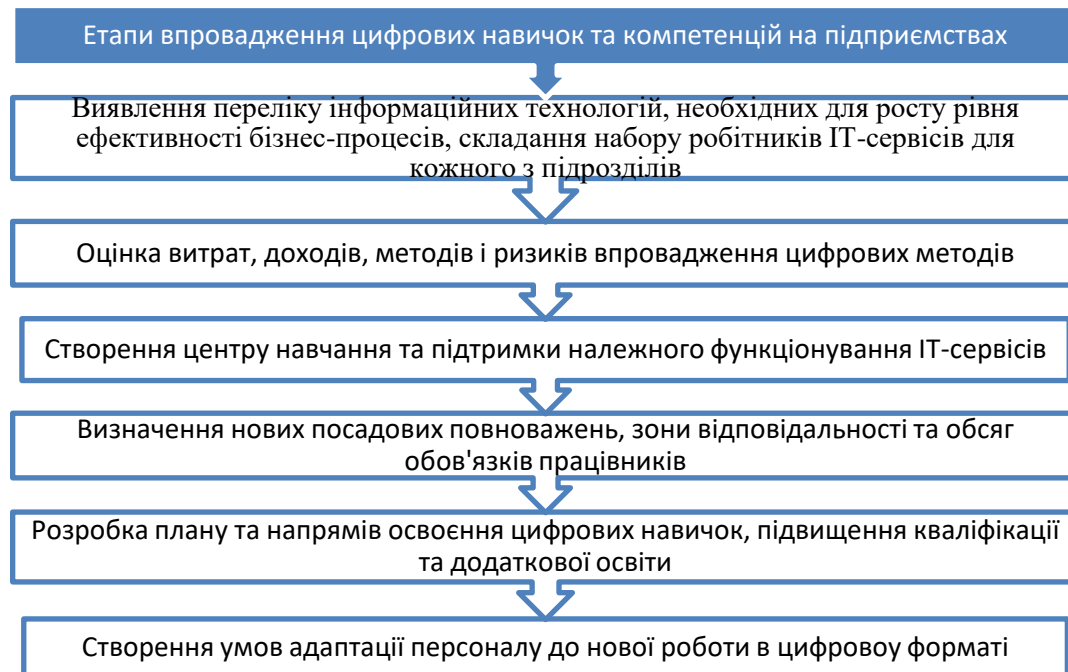 Етапи впровадження цифрових навичок та компетенцій на підприємствах
Виявлення переліку інформаційних технологій, необхідних для росту рівня
ефективності бізнес-процесів, складання набору робітників ІТ-сервісів для
кожного з підрозділів
Оцінка витрат, доходів, методів і ризиків впровадження цифрових методів
Створення центру навчання та підтримки належного функціонування ІТ-сервісів
Визначення нових посадових повноважень, зони відповідальності та обсяг
обов'язків працівників
Розробка плану та напрямів освоєння цифрових навичок, підвищення кваліфікації
та додаткової освіти
Створення умов адаптації персоналу до нової роботи в цифровоу форматі